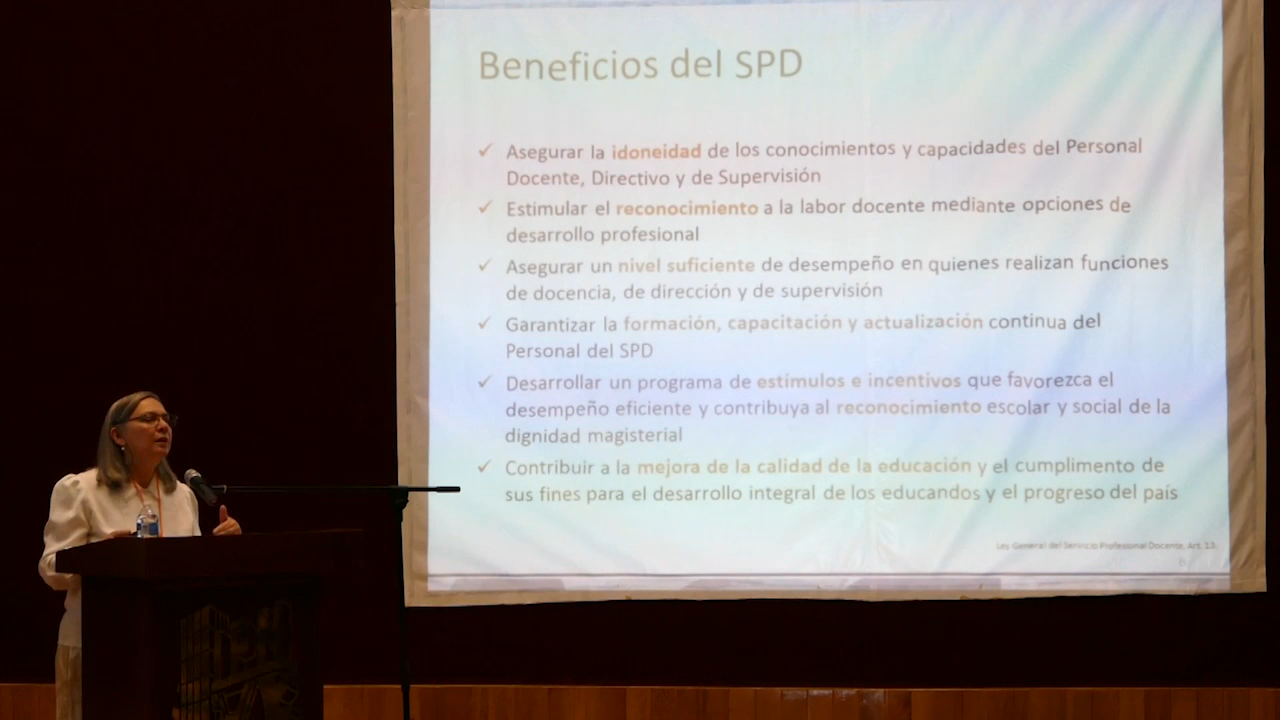 Beneficios del SPD
✓ Asegurar la idoneidad de los conocimientos y capacidades del Personal
Docente, Directivo y de Supervisión
✓ Estimular el reconocimiento a la labor docente mediante opciones de
desarrollo profesional
✓ Asegurar un nivel suficiente de desempeño en quienes realizan funciones
de docencia, de dirección y de supervisión
✓ Garantizar la formación, capacitación y actualización continua del
Personal del SPD
✓ Desarrollar un programa de estímulos e incentivos que favorezca el
desempeño eficiente y contribuya al reconocimiento escolar y social de la
dignidad magisterial
✓ Contribuir a la mejora de la calidad de la educación y el cumplimento de
sus fines para el desarrollo integral de los educandos y el progreso del país
Ley General del Servicio Profesional Docente, Art. 13.